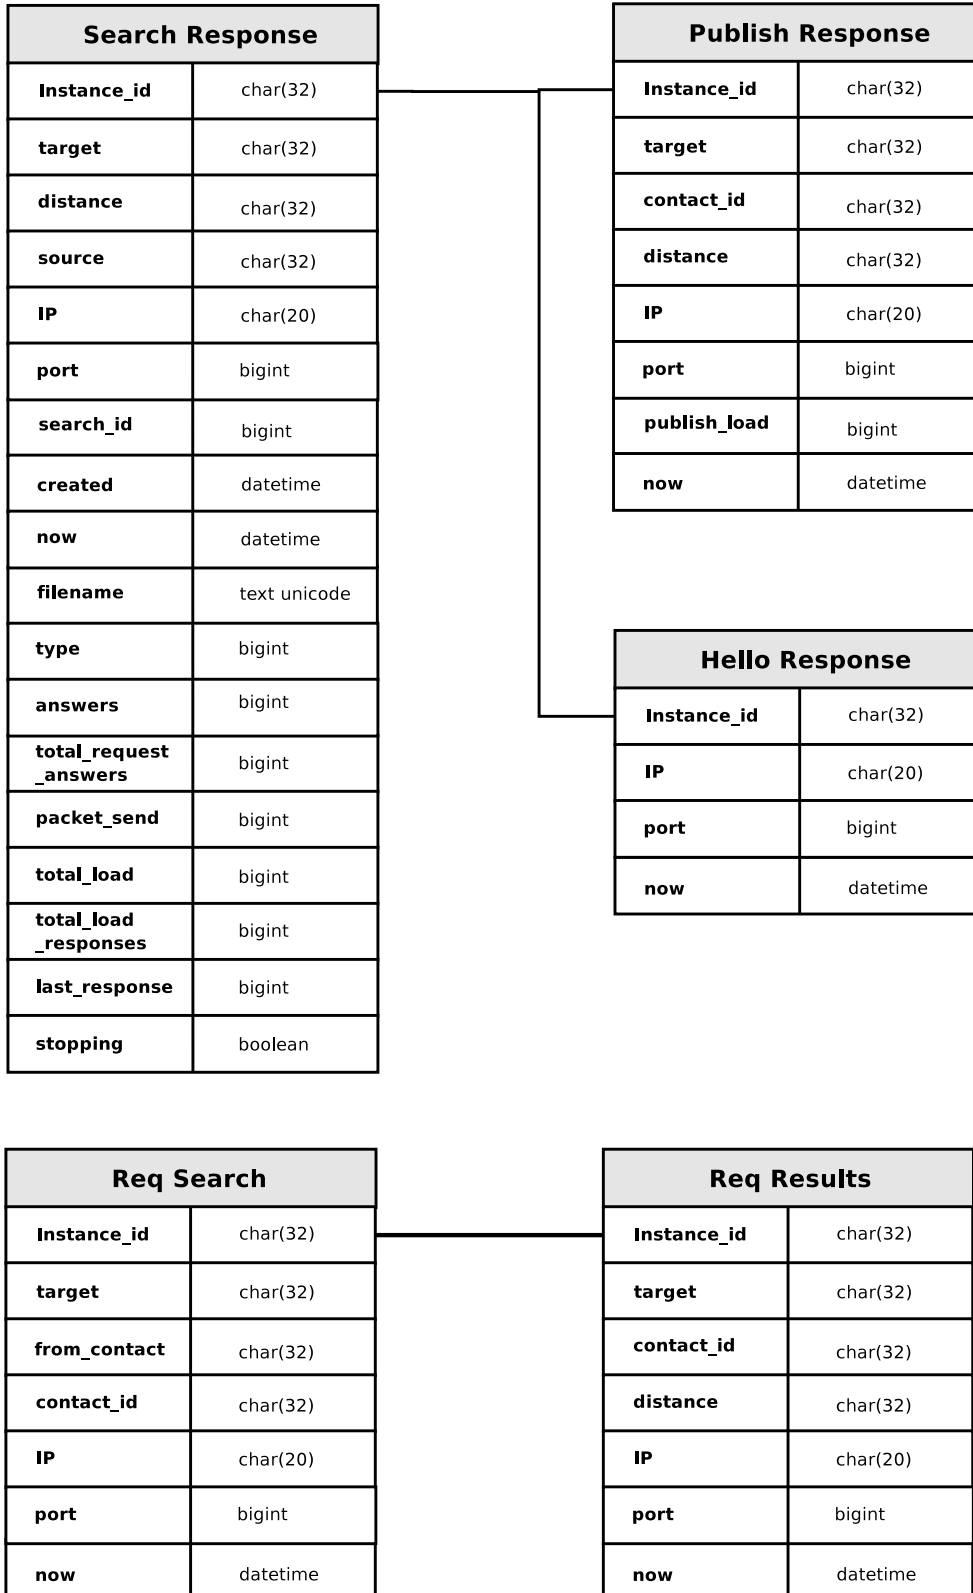 Search Response
Instance_id char(32)
target char(32)
distance char(32)
source char(32)
IP char(20)
port bigint
search_id bigint
created datetime
now datetime
filename text unicode
type bigint
answers bigint
total_request
_answers bigint
packet_send bigint
total_load bigint
total_load
_responses bigint
last_response bigint
stopping boolean
Publish Response
Instance_id char(32)
target char(32)
contact_id char(32)
distance char(32)
IP char(20)
port bigint
publish_load bigint
now datetime
Hello Response
Instance_id char(32)
IP char(20)
port bigint
now datetime
Req Search
Instance_id char(32)
target char(32)
from_contact char(32)
contact_id char(32)
IP char(20)
port bigint
now datetime
Req Results
Instance_id char(32)
target char(32)
contact_id char(32)
distance char(32)
IP char(20)
port bigint
now datetime